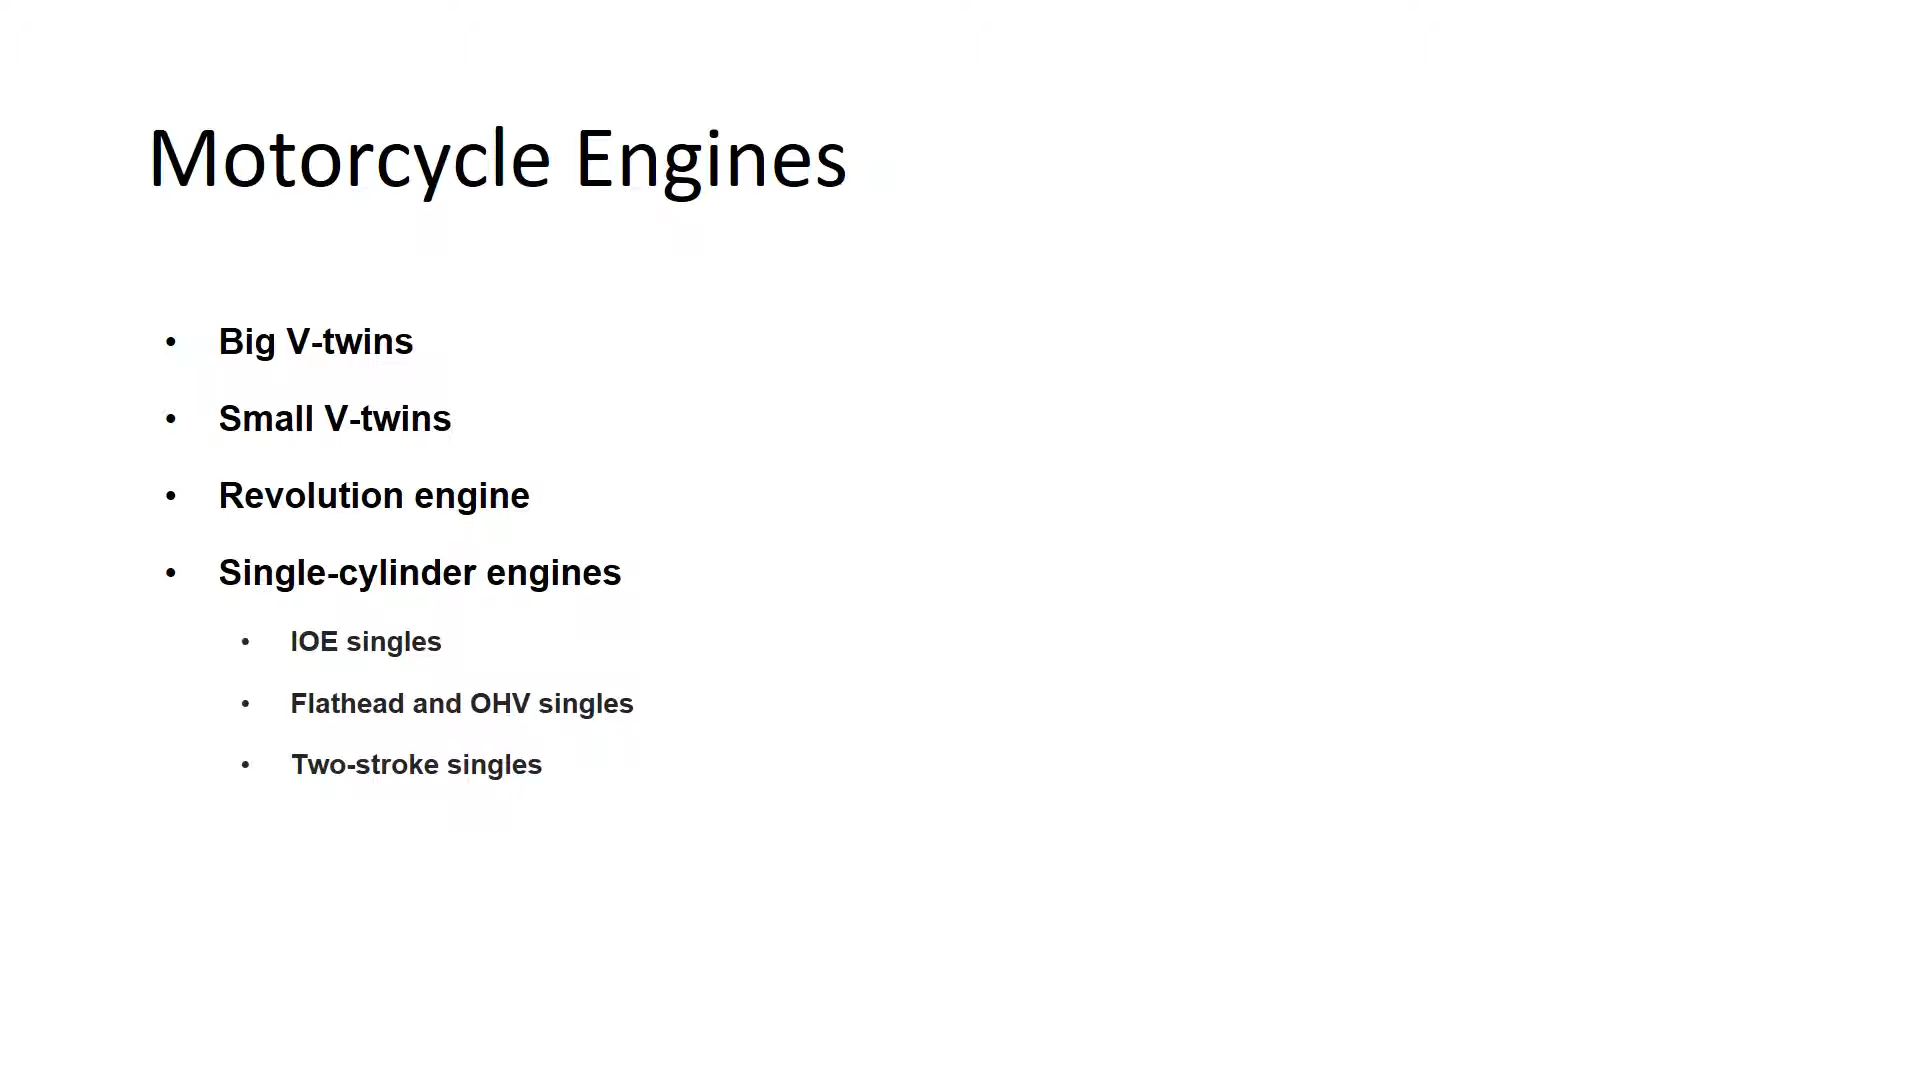 Motorcycle Engines
• Big V-twins
• Small V-twins
• Revolution engine
• Single-cylinder engines
• IOE singles
• Flathead and OHV singles
• Two-stroke singles